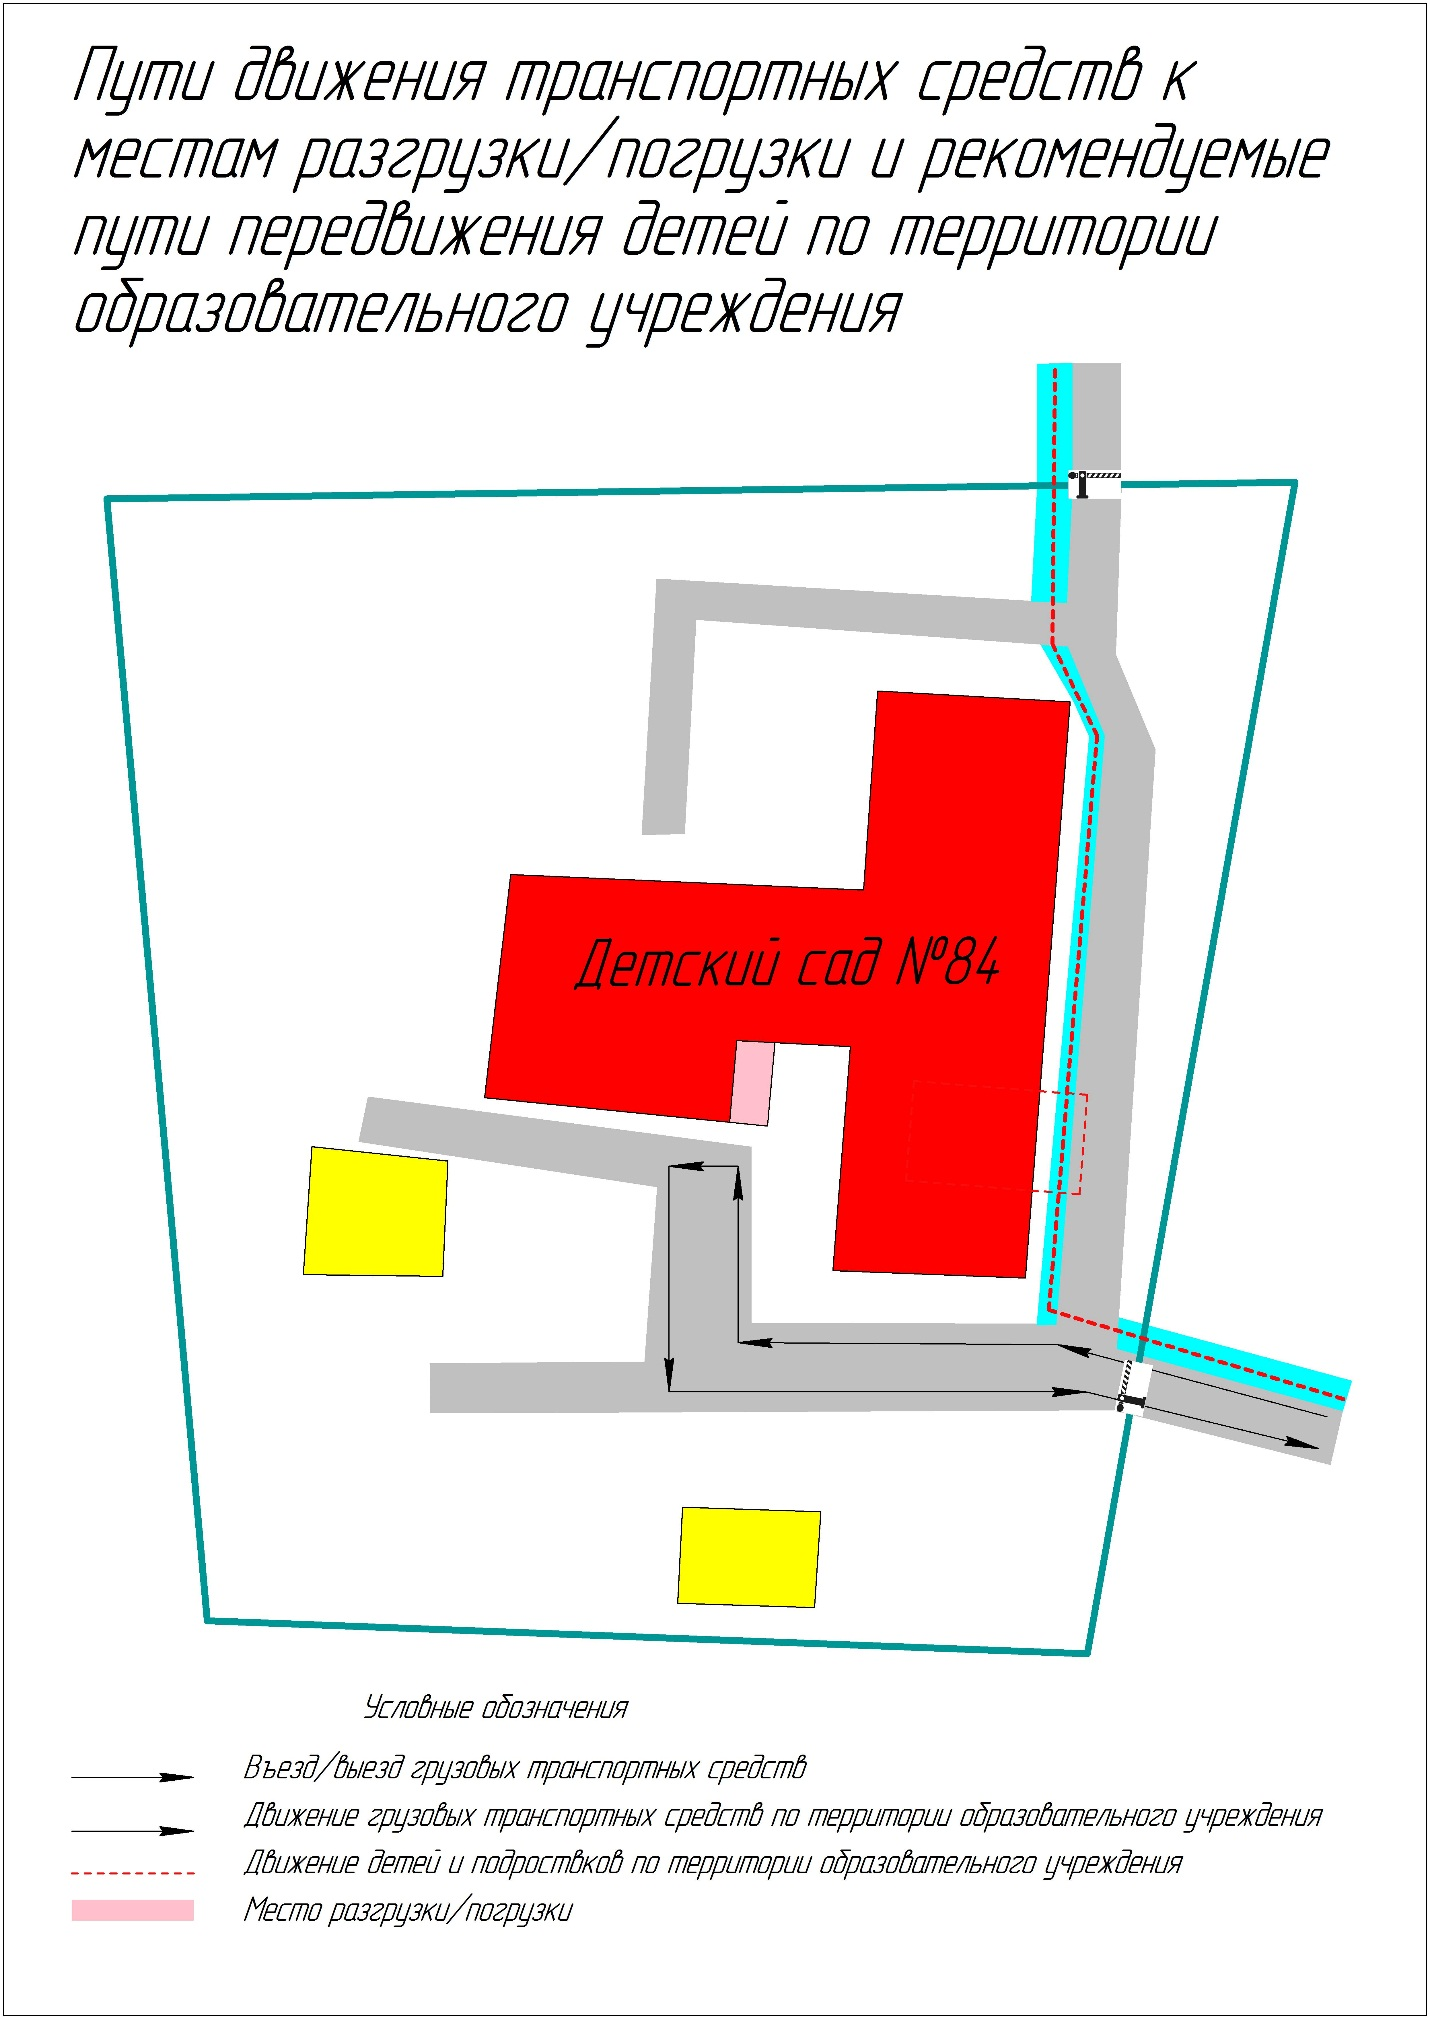 Пути движения транспортных средств к
местам разгрузки/погрузки и рекомендуемые
пути передвижения детей по территории
образовательного учреждения
Детский сад №84
Условные обозначения
Въезд/выезд грузовых транспортных средств
Движение грузовых транспортных средств по территории образовательного учреждения
Движение детей и подроствков по территории образовательного учреждения
Место разгрузки/погрузки